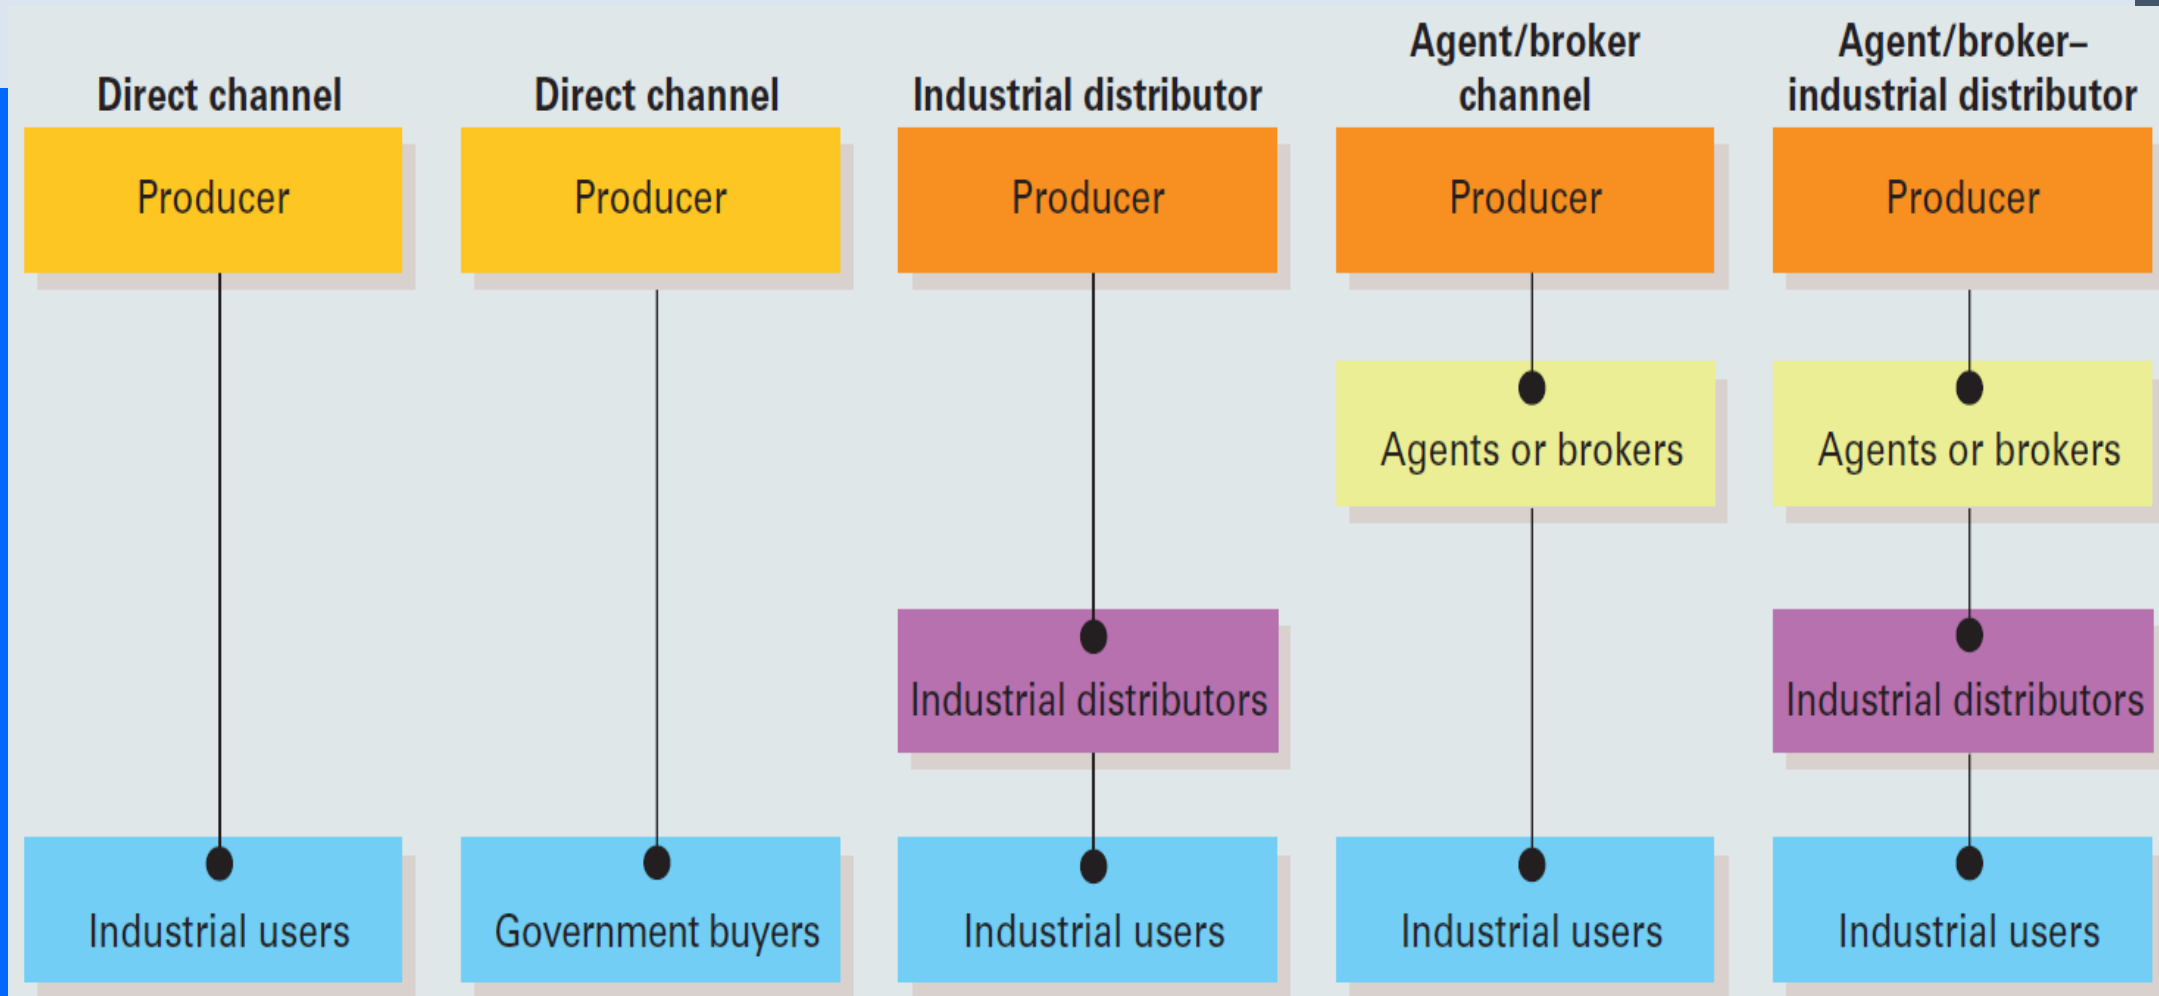 Direct channel
Direct channel
Industrial distributor
Agent/broker
channel
Agent/broker–
industrial distributor
Producer
Producer
Producer
Producer
Producer
Agents or brokers
Agents or brokers
Industrial distributors
Industrial distributors
Industrial users
Government buyers
Industrial users
Industrial users
Industrial users